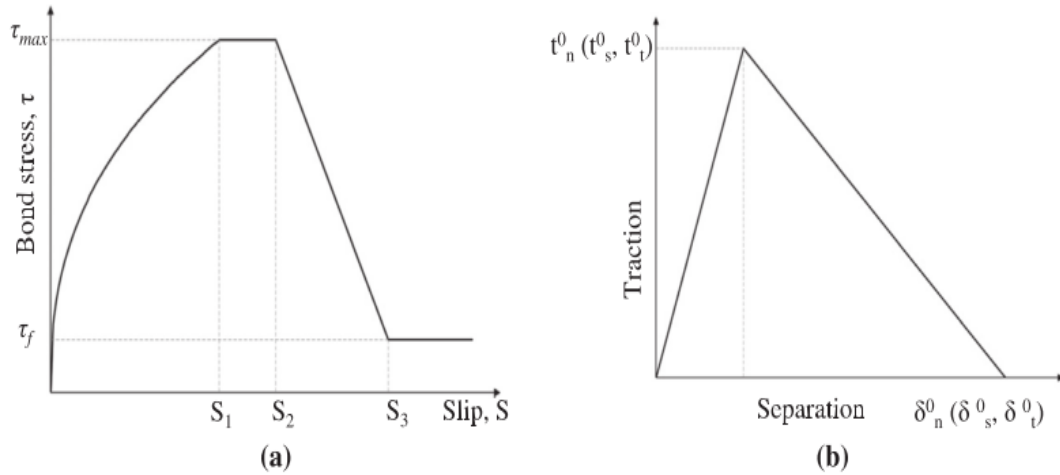 τmax
Bond stress, τ
τf
S1 S2 S3 Slip, S
(a)
t⁰n (t⁰s, t⁰t)
Traction
Separation δ⁰n (δ⁰s, δ⁰t)
(b)